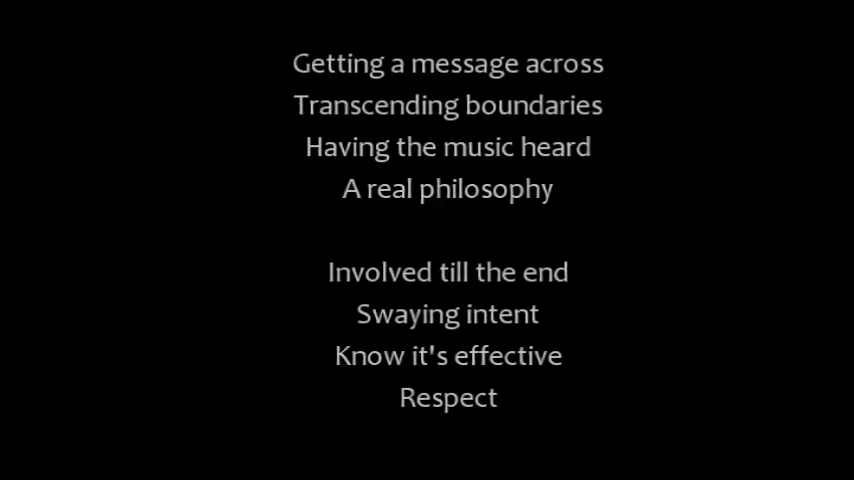 Getting a message across
Transcending boundaries
Having the music heard
A real philosophy
Involved till the end
Swaying intent
Know it's effective
Respect